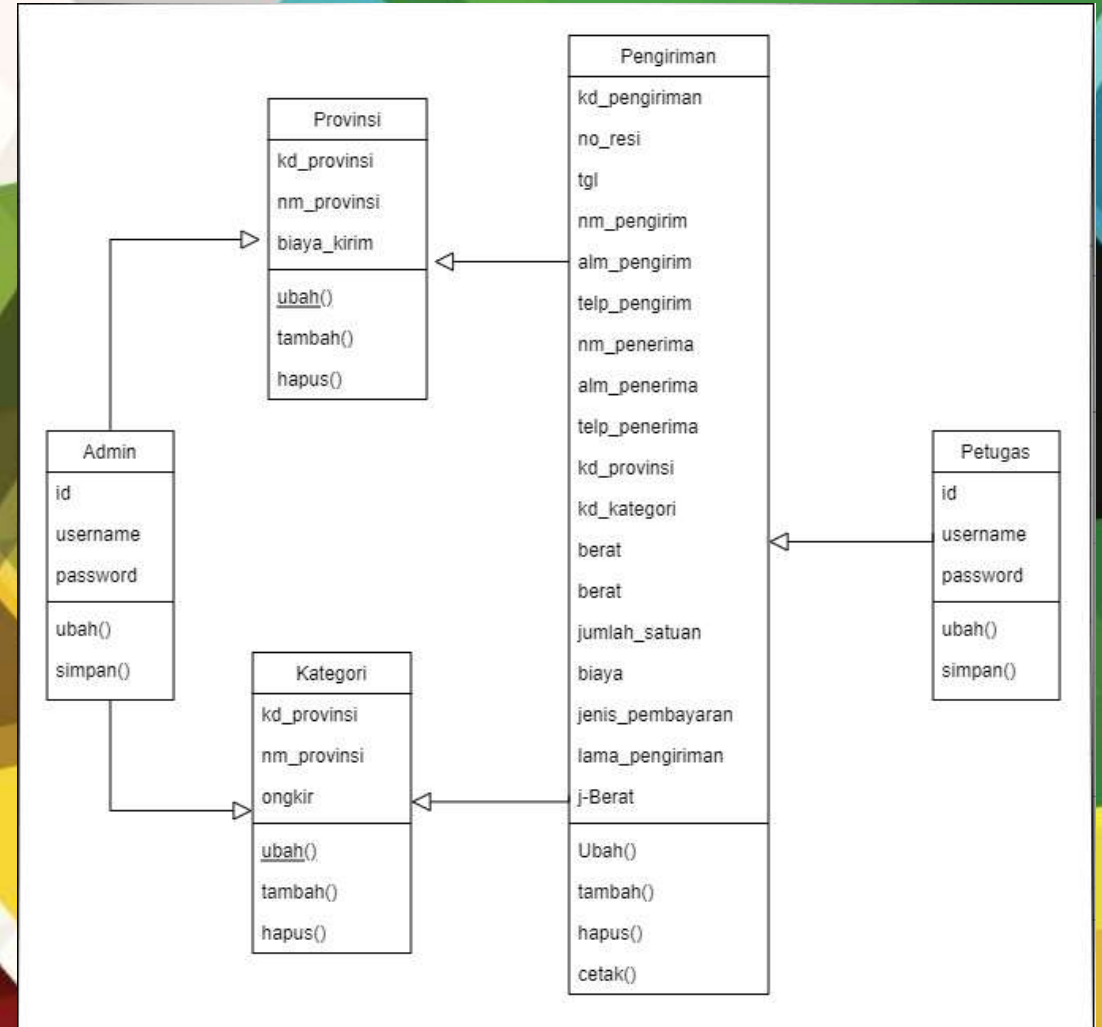 Pengiriman
kd_pengiriman
no_resi
tgl
nm_pengirim
alm_pengirim
telp_pengirim
nm_penerima
alm_penerima
telp_penerima
kd_provinsi
kd_kategori
berat
berat
jumlah_satuan
biaya
jenis_pembayaran
lama_pengiriman
j-Berat
Ubah()
tambah()
hapus()
cetak()
Provinsi
kd_provinsi
nm_provinsi
biaya_kirim
ubah()
tambah()
hapus()
Admin
id
username
password
ubah()
simpan()
Petugas
id
username
password
ubah()
simpan()
Kategori
kd_provinsi
nm_provinsi
ongkir
ubah()
tambah()
hapus()